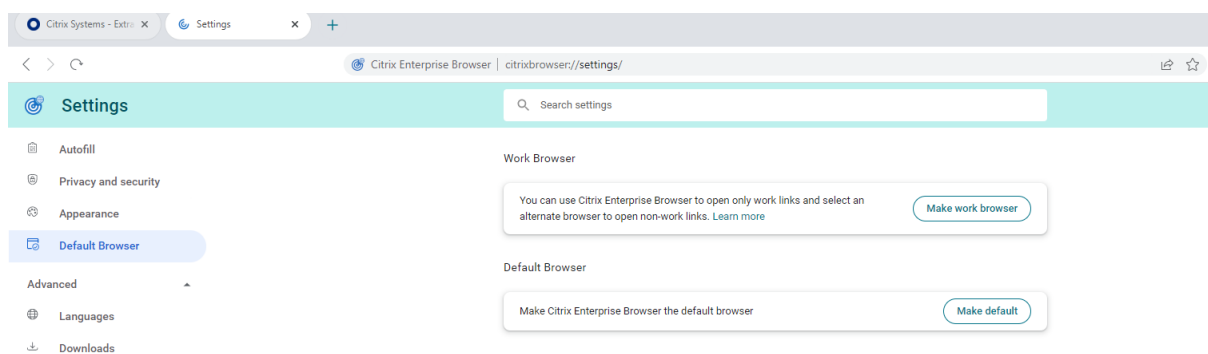 Citrix Systems - Extra
Settings
Citrix Enterprise Browser | citrixbrowser://settings/
Settings
Search settings
Autofill
Privacy and security
Appearance
Default Browser
Advanced
Languages
Downloads
Work Browser
You can use Citrix Enterprise Browser to open only work links and select an
alternate browser to open non-work links. Learn more
Make work browser
Default Browser
Make Citrix Enterprise Browser the default browser
Make default